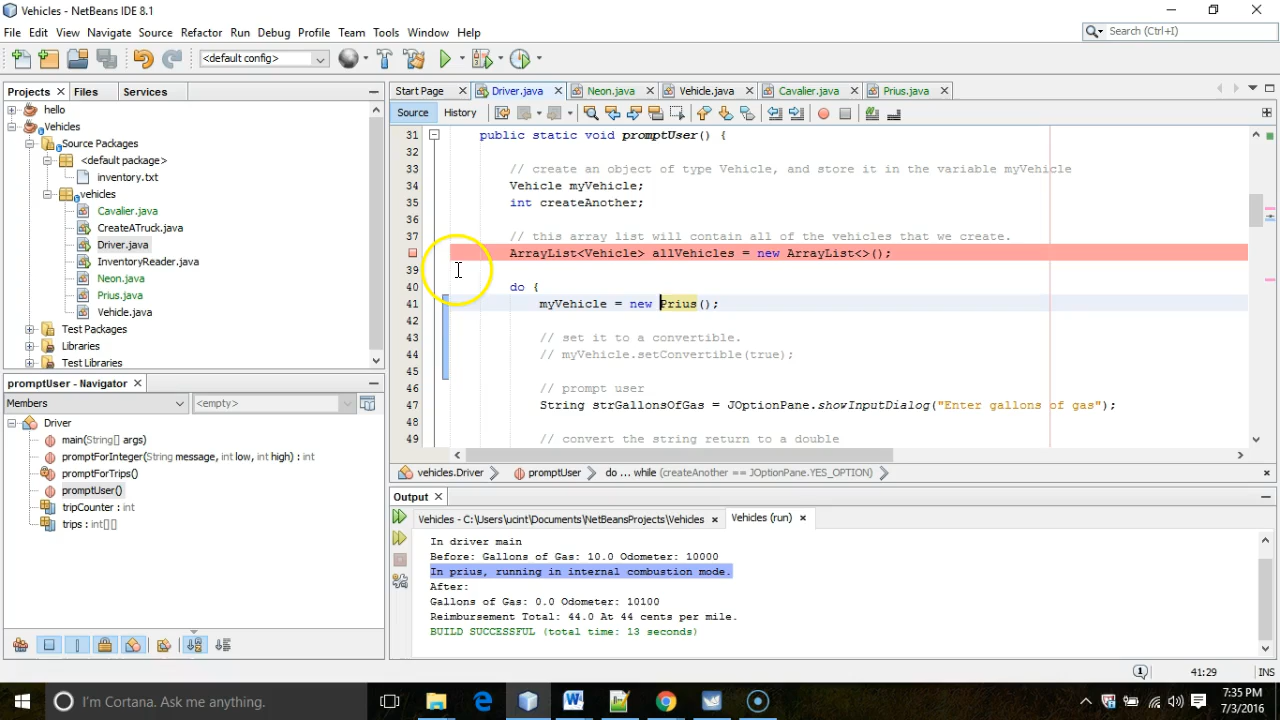 Vehicles - NetBeans IDE 8.1
File Edit View Navigate Source Refactor Run Debug Profile Team Tools Window Help
Search (Ctrl+I)
<default config>
Projects Files Services
hello
Vehicles
Source Packages
<default package>
inventory.txt
vehicles
Cavalier.java
CreateATruck.java
Driver.java
InventoryReader.java
Neon.java
Prius.java
Vehicle.java
Test Packages
Libraries
Test Libraries
promptUser - Navigator
Members <empty>
Driver
main(String[] args)
promptForInteger(String message, int low, int high) : int
promptForTrips()
promptUser()
tripCounter : int
trips : int[][]
Start Page Driver.java Neon.java Vehicle.java Cavalier.java Prius.java
Source History
31 public static void promptUser() {
32
33 // create an object of type Vehicle, and store it in the variable myVehicle
34 Vehicle myVehicle;
35 int createAnother;
36
37 // this array list will contain all of the vehicles that we create.
ArrayList<Vehicle> allVehicles = new ArrayList<>();
39
40 do {
41 myVehicle = new Prius();
42
43 // set it to a convertible.
44 // myVehicle.setConvertible(true);
45
46 // prompt user
47 String strGallonsOfGas = JOptionPane.showInputDialog("Enter gallons of gas");
48
49 // convert the string return to a double
vehicles.Driver promptUser do ... while (createAnother == JOptionPane.YES_OPTION)
Output
Vehicles - C:\Users\ucint\Documents\NetBeansProjects\Vehicles Vehicles (run)
In driver main
Before: Gallons of Gas: 10.0 Odometer: 10000
In prius, running in internal combustion mode.
After:
Gallons of Gas: 0.0 Odometer: 10100
Reimbursement Total: 44.0 At 44 cents per mile.
BUILD SUCCESSFUL (total time: 13 seconds)
1 41:29 INS
I'm Cortana. Ask me anything.
7:35 PM
7/3/2016